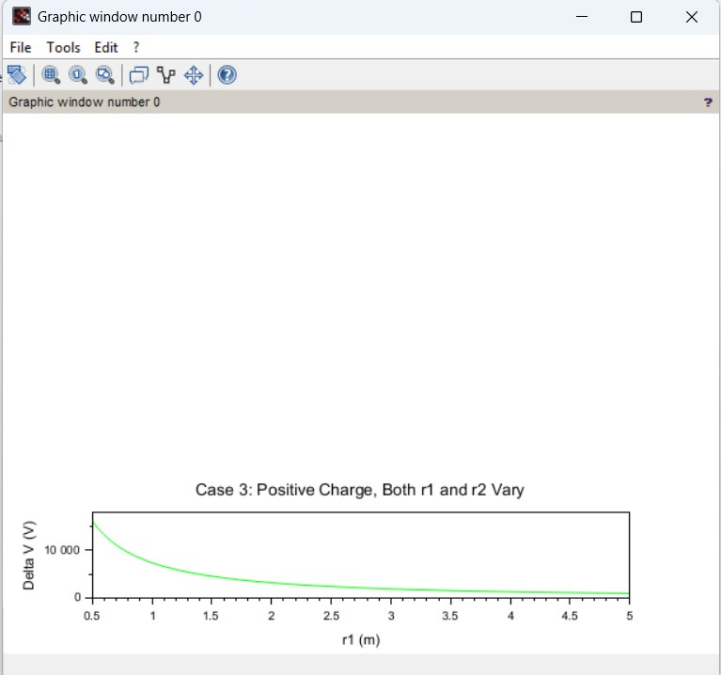 Graphic window number 0
File Tools Edit ?
Graphic window number 0 ?
Case 3: Positive Charge, Both r1 and r2 Vary
Delta V (V)
10 000
0
0.5 1 1.5 2 2.5 3 3.5 4 4.5 5
r1 (m)